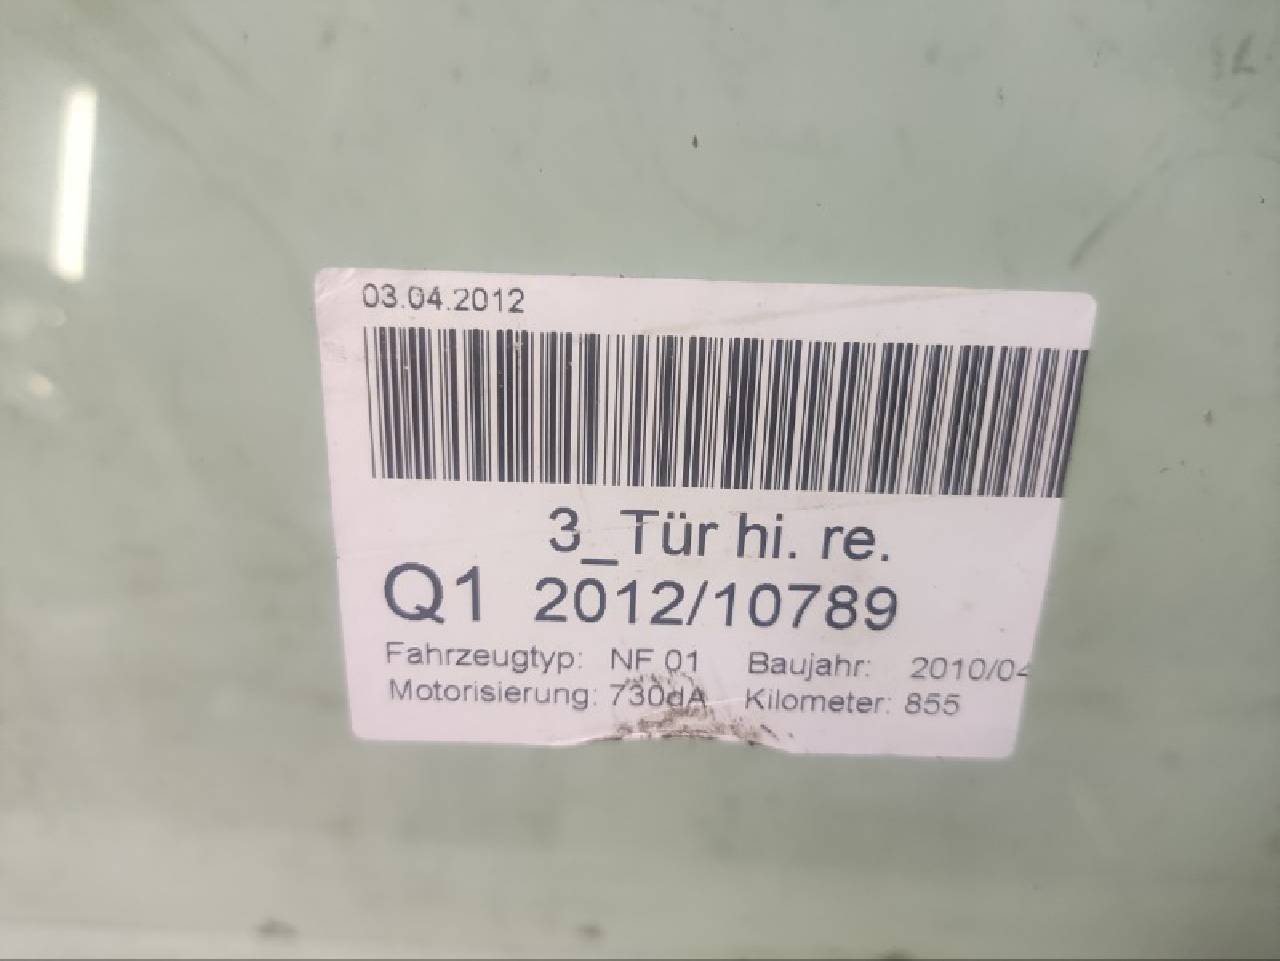 03.04.2012
3_Tür hi. re.
Q1 2012/10789
Fahrzeugtyp: NF 01 Baujahr: 2010/04
Motorisierung: 730dA Kilometer: 855